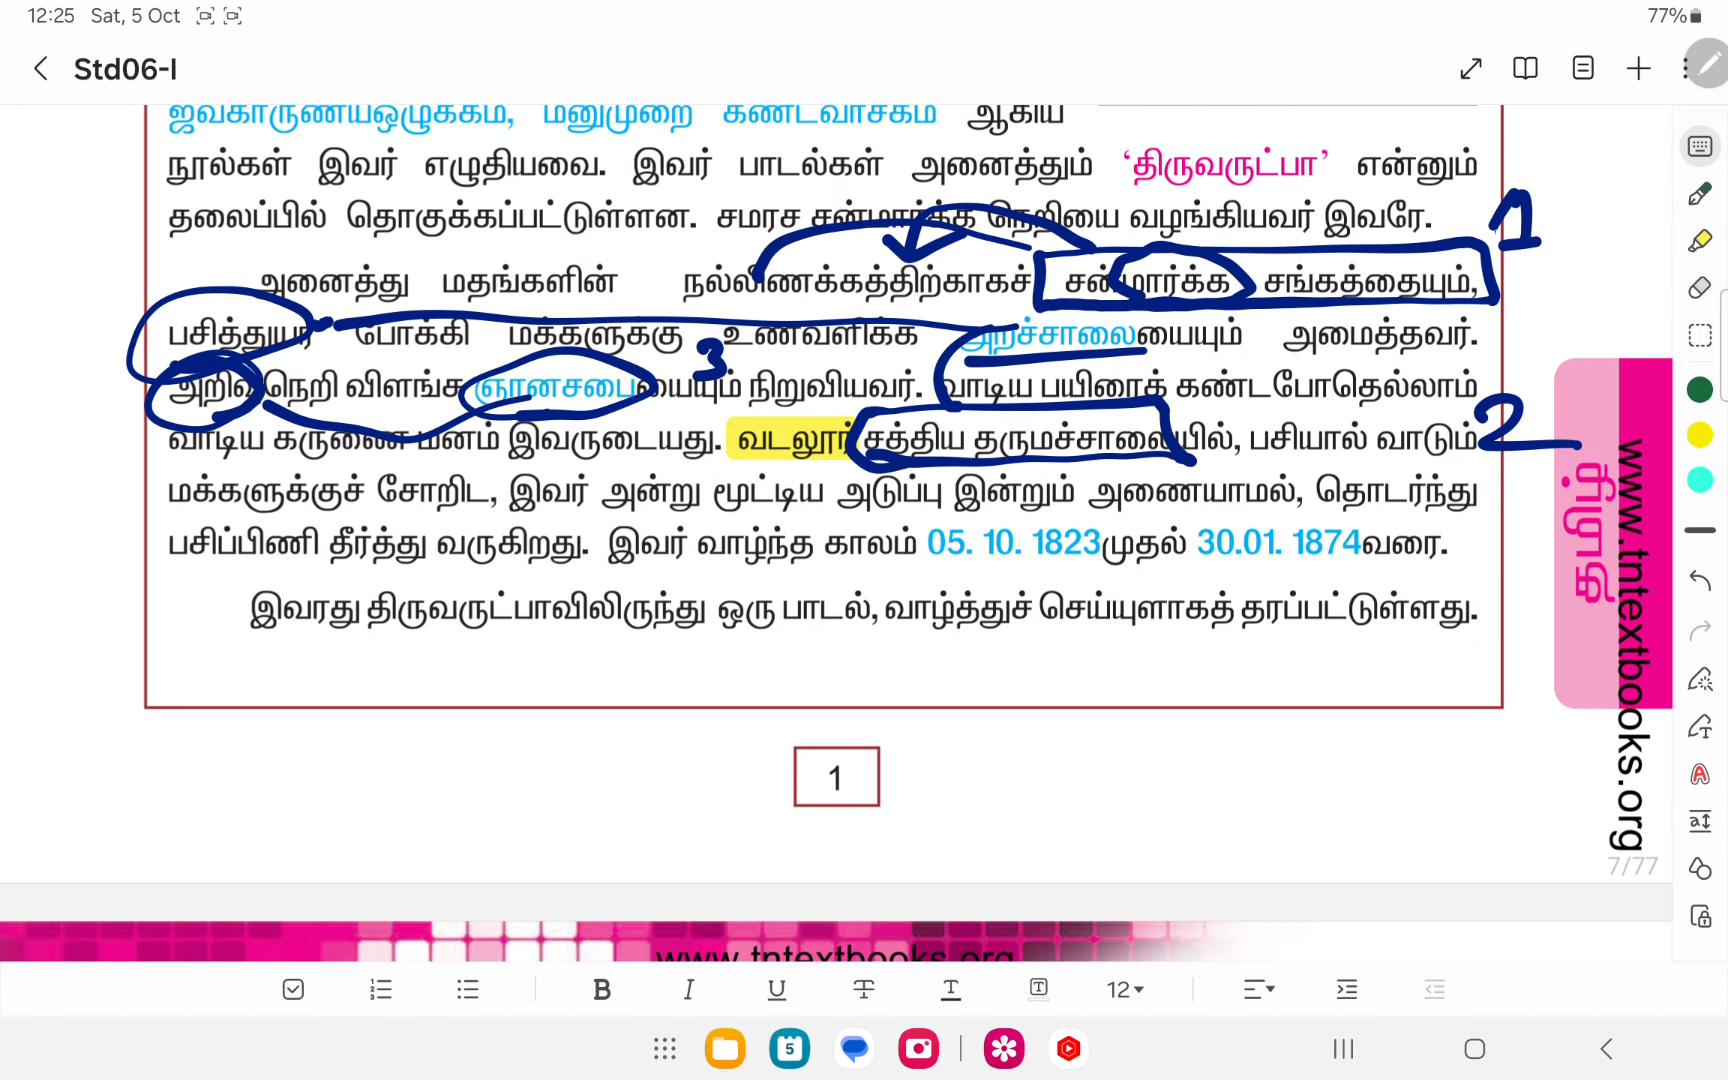 12:25 Sat, 5 Oct
77%
Std06-I
ஜீவகாருண்யஒழுக்கம், மனுமுறை கண்டவாசகம் ஆகிய
நூல்கள் இவர் எழுதியவை. இவர் பாடல்கள் அனைத்தும் ‘திருவருட்பா’ என்னும்
தலைப்பில் தொகுக்கப்பட்டுள்ளன. சமரச சன்மார்க்க நெறியை வழங்கியவர் இவரே.
1
அனைத்து மதங்களின் நல்லிணக்கத்திற்காகச் சன்மார்க்க சங்கத்தையும்,
பசித்துயர் போக்கி மக்களுக்கு உணவளிக்க அறச்சாலையையும் அமைத்தவர்.
3
அறிவு நெறி விளங்க ஞானசபையையும் நிறுவியவர். வாடிய பயிரைக் கண்டபோதெல்லாம்
வாடிய கருணை மனம் இவருடையது. வடலூர் சத்திய தருமச்சாலையில், பசியால் வாடும்
2
மக்களுக்குச் சோறிட, இவர் அன்று மூட்டிய அடுப்பு இன்றும் அணையாமல், தொடர்ந்து
பசிப்பிணி தீர்த்து வருகிறது. இவர் வாழ்ந்த காலம் 05. 10. 1823முதல் 30.01. 1874வரை.
இவரது திருவருட்பாவிலிருந்து ஒரு பாடல், வாழ்த்துச் செய்யுளாகத் தரப்பட்டுள்ளது.
1
www.tntextbooks.org
7/77
www.tntextbooks.org
B I U T T T 12
5